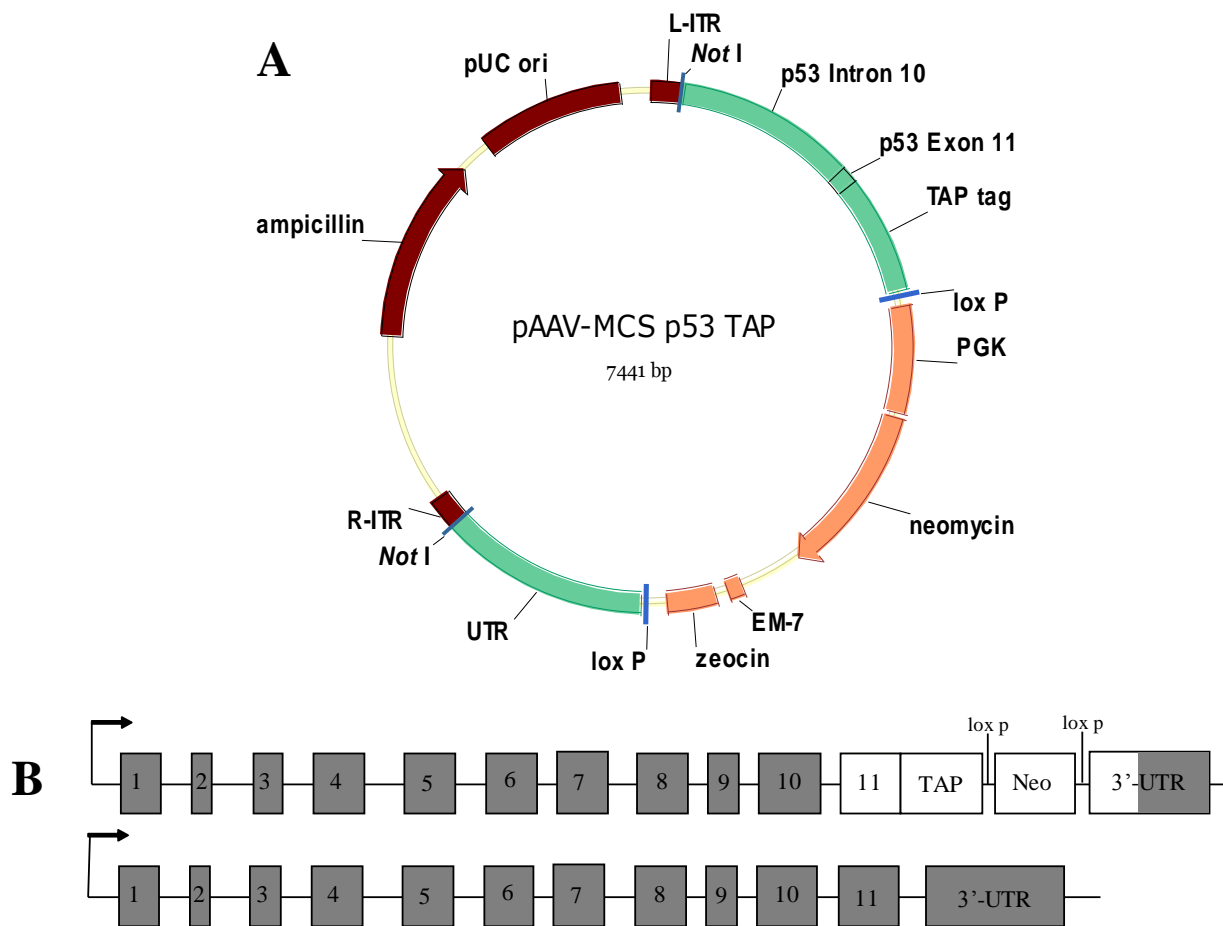 A
L-ITR
Not I
pUC ori
p53 Intron 10
p53 Exon 11
TAP tag
ampicillin
lox P
pAAV-MCS p53 TAP
7441 bp
PGK
neomycin
R-ITR
Not I
EM-7
UTR
zeocin
lox P
B
lox p lox p
1 2 3 4 5 6 7 8 9 10 11 TAP Neo 3'-UTR
1 2 3 4 5 6 7 8 9 10 11 3'-UTR